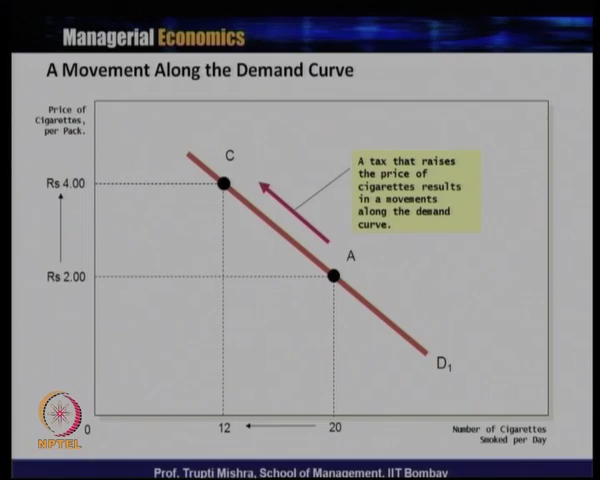 Managerial Economics
A Movement Along the Demand Curve
Price of
Cigarettes,
per Pack.
C
A tax that raises
the price of
cigarettes results
in a movements
along the demand
curve.
Rs 4.00
A
Rs 2.00
D1
0
12
20
Number of Cigarettes
Smoked per Day
NPTEL
Prof. Trupti Mishra, School of Management, IIT Bombay